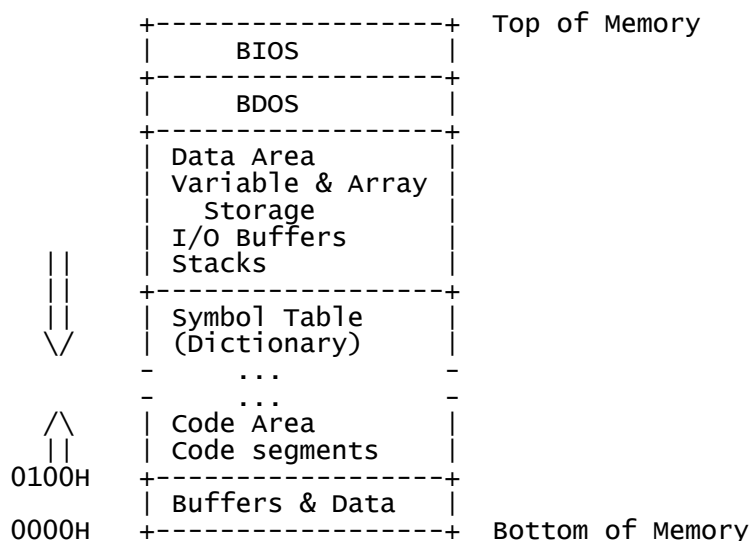 +------------------+  Top of Memory
|     BIOS         |
+------------------+
|     BDOS         |
+------------------+
| Data Area        |
| Variable & Array |
|   Storage        |
| I/O Buffers      |
||    | Stacks           |
||    +------------------+
||    | Symbol Table     |
\/    | (Dictionary)     |
-     ...          -
-     ...          -
/\    | Code Area        |
||    | Code segments    |
0100H   +------------------+
| Buffers & Data   |
0000H   +------------------+  Bottom of Memory